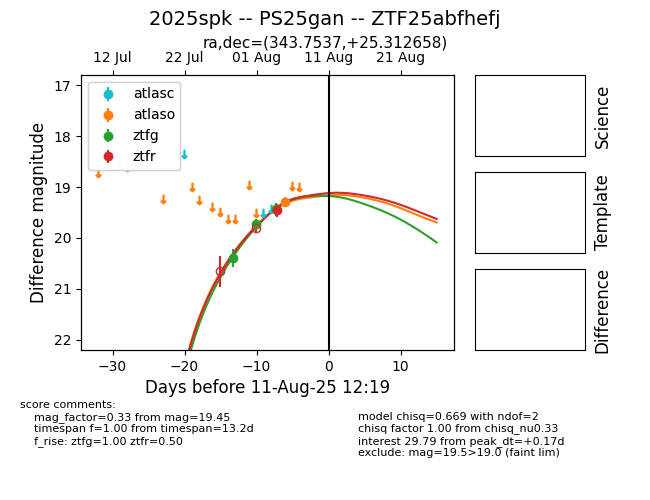 2025spk -- PS25gan -- ZTF25abfhefj
ra,dec=(343.7537,+25.312658)
12 Jul 22 Jul 01 Aug 11 Aug 21 Aug
17
18
19
20
21
22
Difference magnitude
atlasc
atlaso
ztfg
ztfr
−30 −20 −10 0 10
Days before 11-Aug-25 12:19
Science
Template
Difference
score comments:
mag_factor=0.33 from mag=19.45
timespan f=1.00 from timespan=13.2d
f_rise: ztfg=1.00 ztfr=0.50
model chisq=0.669 with ndof=2
chisq factor 1.00 from chisq_nu0.33
interest 29.79 from peak_dt=+0.17d
exclude: mag=19.5>19.0 (faint lim)